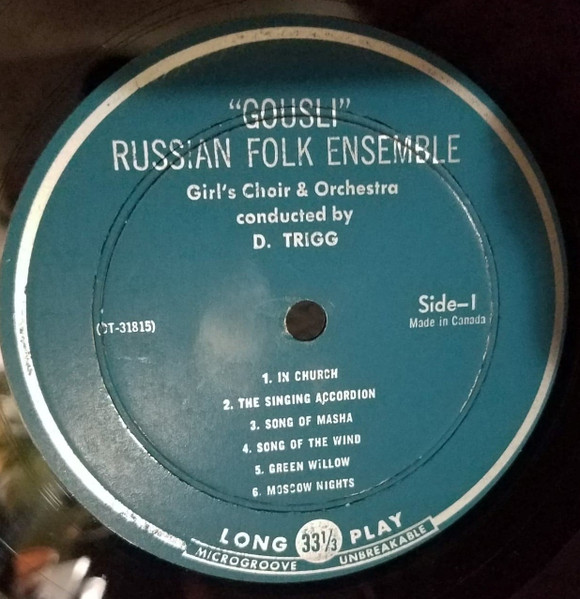 "GOUSLI"
RUSSIAN FOLK ENSEMBLE
Girl's Choir & Orchestra
conducted by
D. TRIGG
(CT-31815)
Side-1
Made in Canada
1. IN CHURCH
2. THE SINGING ACCORDION
3. SONG OF MASHA
4. SONG OF THE WIND
5. GREEN WILLOW
6. MOSCOW NIGHTS
LONG 33⅓ PLAY
MICROGROOVE UNBREAKABLE